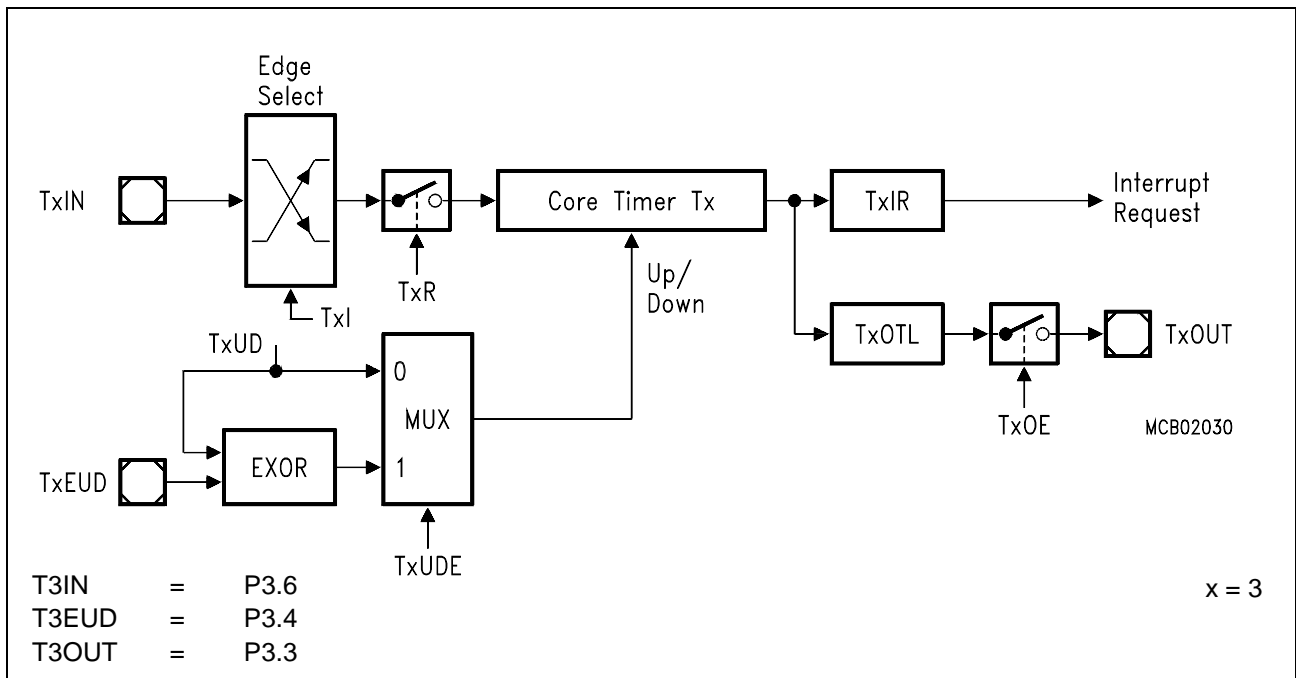 Edge
Select
TxIN
Core Timer Tx
TxIR
Interrupt
Request
TxR
Up/
Down
TxI
TxUD
TxOTL
TxOUT
0
MUX
TxOE
MCB02030
EXOR
1
TxEUD
TxUDE
T3IN = P3.6
x = 3
T3EUD = P3.4
T3OUT = P3.3